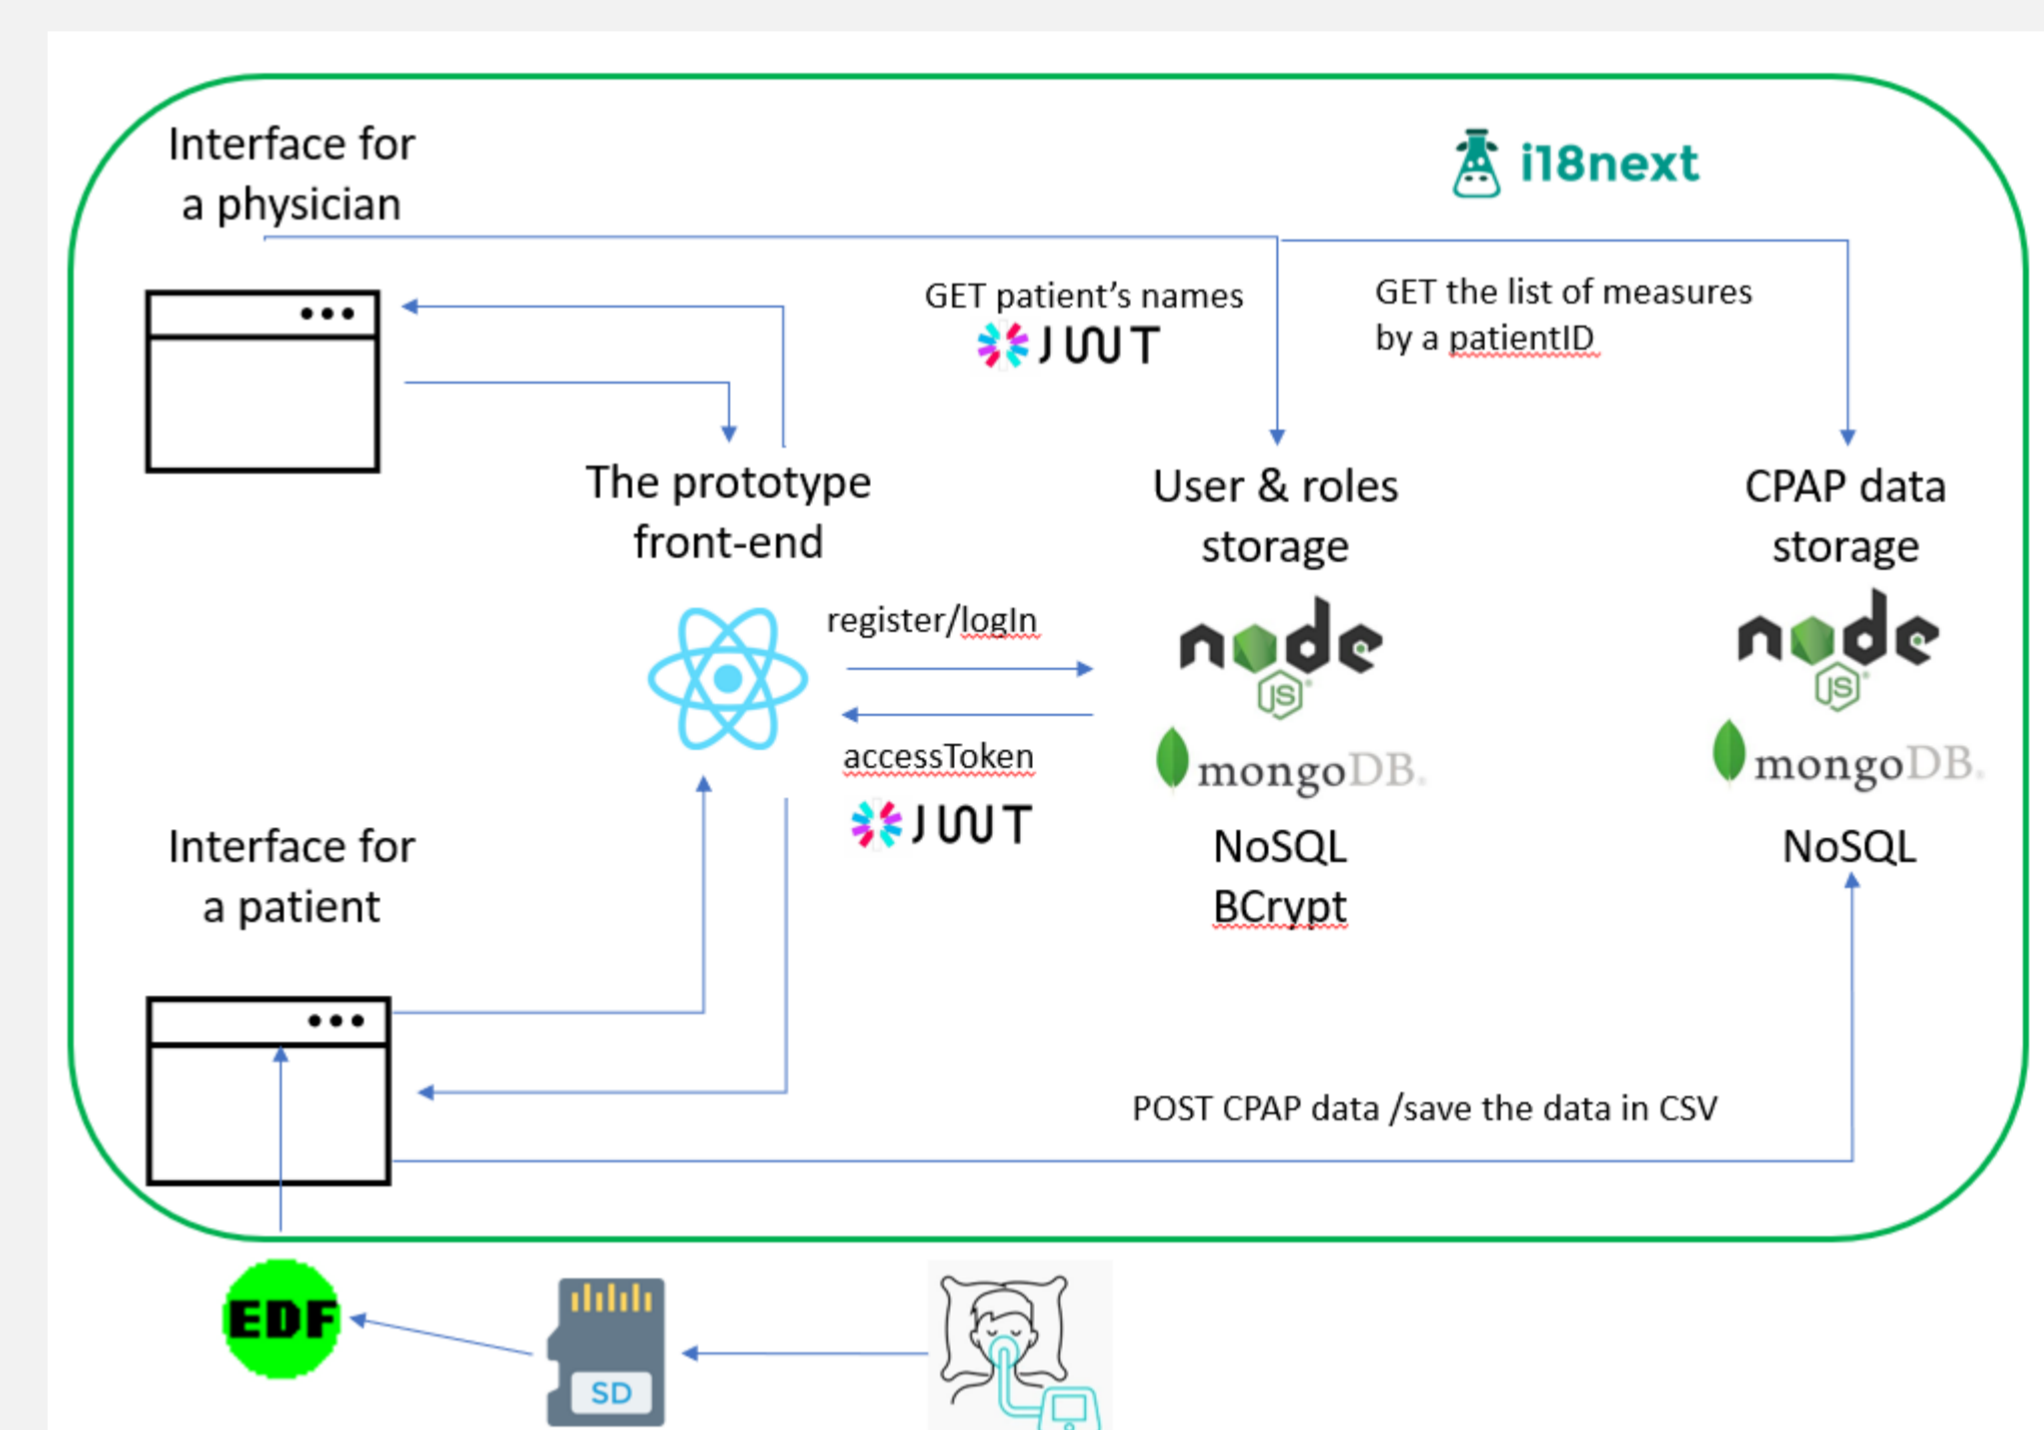 Interface for
a physician
i18next
GET patient's names
JWT
GET the list of measures
by a patientID
The prototype
front-end
User & roles
storage
CPAP data
storage
register/logIn
node
JS
mongoDB.
node
JS
mongoDB.
accessToken
JWT
NoSQL
BCrypt
NoSQL
Interface for
a patient
POST CPAP data /save the data in CSV
EDF
SD